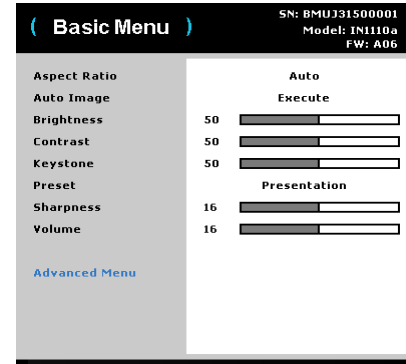 ( Basic Menu )
SN: BMUJ31500001
Model: IN1110a
FW: A06
Aspect Ratio Auto
Auto Image Execute
Brightness 50
Contrast 50
Keystone 50
Preset Presentation
Sharpness 16
Volume 16
Advanced Menu